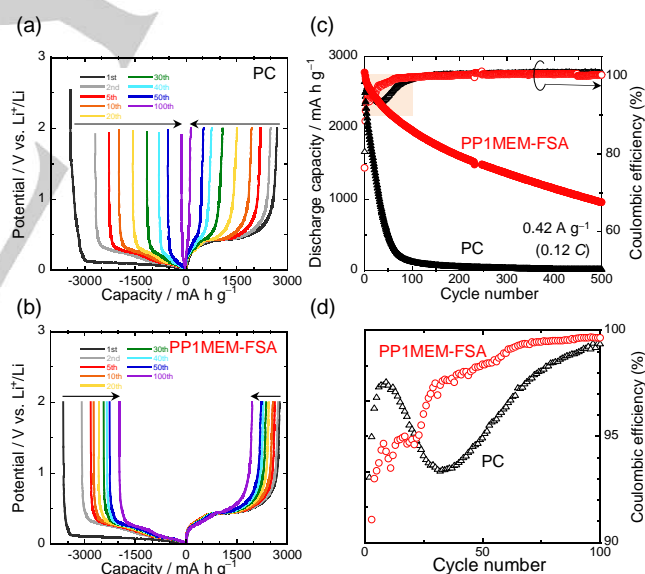 (a)
Potential / V vs. Li⁺/Li
3
2
1
0
1st
2nd
5th
10th
20th
30th
40th
50th
100th
PC
-3000 -1500 0 1500 3000
Capacity / mA h g⁻¹
(b)
Potential / V vs. Li⁺/Li
3
2
1
0
1st
2nd
5th
10th
20th
30th
40th
50th
100th
PP1MEM-FSA
-3000 -1500 0 1500 3000
Capacity / mA h g⁻¹
(c)
Discharge capacity / mA h g⁻¹
3000
2000
1000
0
PP1MEM-FSA
PC
0.42 A g⁻¹
(0.12 C)
100
90
80
70
60
Coulombic efficiency (%)
0 100 200 300 400 500
Cycle number
(d)
PP1MEM-FSA
PC
100
95
90
Coulombic efficiency (%)
0 50 100
Cycle number